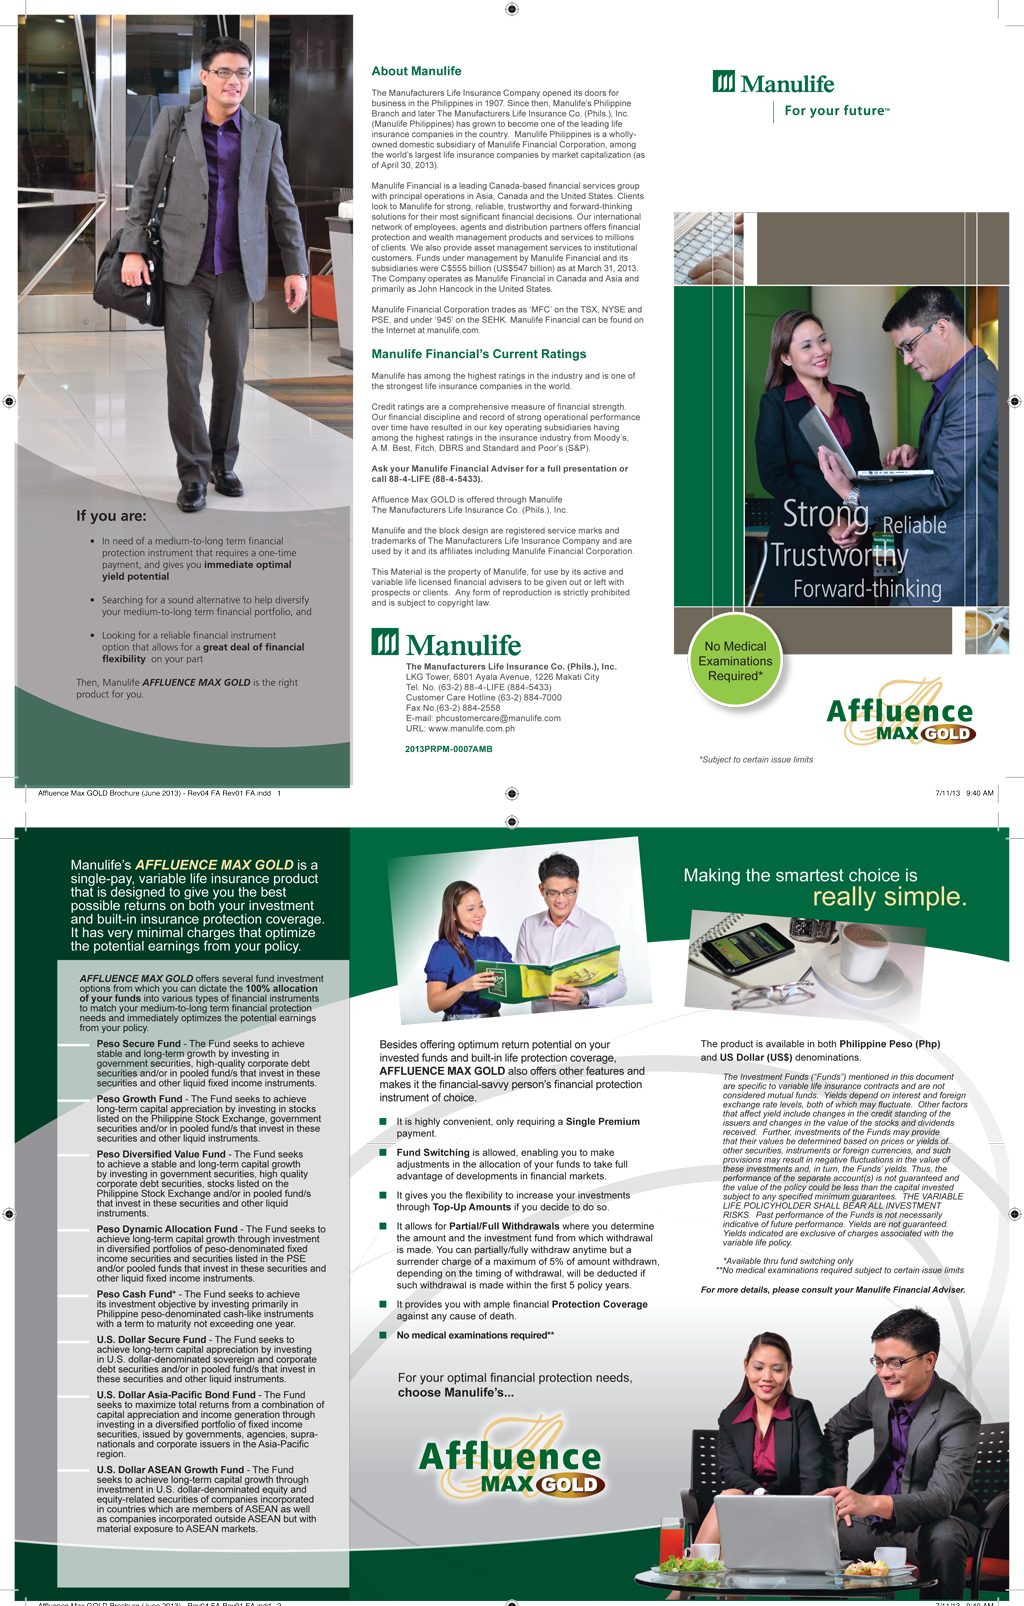 If you are:
• In need of a medium-to-long term financial
protection instrument that requires a one-time
payment, and gives you immediate optimal
yield potential
• Searching for a sound alternative to help diversify
your medium-to-long term financial portfolio, and
• Looking for a reliable financial instrument
option that allows for a great deal of financial
flexibility on your part
Then, Manulife AFFLUENCE MAX GOLD is the right
product for you.
About Manulife
The Manufacturers Life Insurance Company opened its doors for
business in the Philippines in 1907. Since then, Manulife's Philippine
Branch and later The Manufacturers Life Insurance Co. (Phils.), Inc.
(Manulife Philippines) has grown to become one of the leading life
insurance companies in the country. Manulife Philippines is a wholly-
owned domestic subsidiary of Manulife Financial Corporation, among
the world's largest life insurance companies by market capitalization (as
of April 30, 2013).
Manulife Financial is a leading Canada-based financial services group
with principal operations in Asia, Canada and the United States. Clients
look to Manulife for strong, reliable, trustworthy and forward-thinking
solutions for their most significant financial decisions. Our international
network of employees, agents and distribution partners offers financial
protection and wealth management products and services to millions
of clients. We also provide asset management services to institutional
customers. Funds under management by Manulife Financial and its
subsidiaries were C$555 billion (US$547 billion) as at March 31, 2013.
The Company operates as Manulife Financial in Canada and Asia and
primarily as John Hancock in the United States.
Manulife Financial Corporation trades as 'MFC' on the TSX, NYSE and
PSE, and under '945' on the SEHK. Manulife Financial can be found on
the Internet at manulife.com.
Manulife Financial's Current Ratings
Manulife has among the highest ratings in the industry and is one of
the strongest life insurance companies in the world.
Credit ratings are a comprehensive measure of financial strength.
Our financial discipline and record of strong operational performance
over time have resulted in our key operating subsidiaries having
among the highest ratings in the insurance industry from Moody's,
A.M. Best, Fitch, DBRS and Standard and Poor's (S&P).
Ask your Manulife Financial Adviser for a full presentation or
call 88-4-LIFE (88-4-5433).
Affluence Max GOLD is offered through Manulife
The Manufacturers Life Insurance Co. (Phils.), Inc.
Manulife and the block design are registered service marks and
trademarks of The Manufacturers Life Insurance Company and are
used by it and its affiliates including Manulife Financial Corporation.
This Material is the property of Manulife, for use by its active and
variable life licensed financial advisers to be given out or left with
prospects or clients. Any form of reproduction is strictly prohibited
and is subject to copyright law.
Manulife
The Manufacturers Life Insurance Co. (Phils.), Inc.
LKG Tower, 6801 Ayala Avenue, 1226 Makati City
Tel. No. (63-2) 88-4-LIFE (884-5433)
Customer Care Hotline (63-2) 884-7000
Fax No.(63-2) 884-2558
E-mail: phcustomercare@manulife.com
URL: www.manulife.com.ph
2013PRPM-0007AMB
Manulife
For your future™
Strong Reliable
Trustworthy
Forward-thinking
No Medical
Examinations
Required*
Affluence
MAX GOLD
*Subject to certain issue limits
Affluence Max GOLD Brochure (June 2013) - Rev04 FA Rev01 FA.indd 1
7/11/13 9:40 AM
Manulife's AFFLUENCE MAX GOLD is a
single-pay, variable life insurance product
that is designed to give you the best
possible returns on both your investment
and built-in insurance protection coverage.
It has very minimal charges that optimize
the potential earnings from your policy.
AFFLUENCE MAX GOLD offers several fund investment
options from which you can dictate the 100% allocation
of your funds into various types of financial instruments
to match your medium-to-long term financial protection
needs and immediately optimizes the potential earnings
from your policy.
Peso Secure Fund - The Fund seeks to achieve
stable and long-term growth by investing in
government securities, high-quality corporate debt
securities and/or in pooled fund/s that invest in these
securities and other liquid fixed income instruments.
Peso Growth Fund - The Fund seeks to achieve
long-term capital appreciation by investing in stocks
listed on the Philippine Stock Exchange, government
securities and/or in pooled fund/s that invest in these
securities and other liquid instruments.
Peso Diversified Value Fund - The Fund seeks
to achieve a stable and long-term capital growth
by investing in government securities, high quality
corporate debt securities, stocks listed on the
Philippine Stock Exchange and/or in pooled fund/s
that invest in these securities and other liquid
instruments.
Peso Dynamic Allocation Fund - The Fund seeks to
achieve long-term capital growth through investment
in diversified portfolios of peso-denominated fixed
income securities and securities listed in the PSE
and/or pooled funds that invest in these securities and
other liquid fixed income instruments.
Peso Cash Fund* - The Fund seeks to achieve
its investment objective by investing primarily in
Philippine peso-denominated cash-like instruments
with a term to maturity not exceeding one year.
U.S. Dollar Secure Fund - The Fund seeks to
achieve long-term capital appreciation by investing
in U.S. dollar-denominated sovereign and corporate
debt securities and/or in pooled fund/s that invest in
these securities and other liquid instruments.
U.S. Dollar Asia-Pacific Bond Fund - The Fund
seeks to maximize total returns from a combination of
capital appreciation and income generation through
investing in a diversified portfolio of fixed income
securities, issued by governments, agencies, supra-
nationals and corporate issuers in the Asia-Pacific
region.
U.S. Dollar ASEAN Growth Fund - The Fund
seeks to achieve long-term capital growth through
investment in U.S. dollar-denominated equity and
equity-related securities of companies incorporated
in countries which are members of ASEAN as well
as companies incorporated outside ASEAN but with
material exposure to ASEAN markets.
Besides offering optimum return potential on your
invested funds and built-in life protection coverage,
AFFLUENCE MAX GOLD also offers other features and
makes it the financial-savvy person's financial protection
instrument of choice.
It is highly convenient, only requiring a Single Premium
payment.
Fund Switching is allowed, enabling you to make
adjustments in the allocation of your funds to take full
advantage of developments in financial markets.
It gives you the flexibility to increase your investments
through Top-Up Amounts if you decide to do so.
It allows for Partial/Full Withdrawals where you determine
the amount and the investment fund from which withdrawal
is made. You can partially/fully withdraw anytime but a
surrender charge of a maximum of 5% of amount withdrawn,
depending on the timing of withdrawal, will be deducted if
such withdrawal is made within the first 5 policy years.
It provides you with ample financial Protection Coverage
against any cause of death.
No medical examinations required**
For your optimal financial protection needs,
choose Manulife's...
Affluence
MAX GOLD
Making the smartest choice is
really simple.
The product is available in both Philippine Peso (Php)
and US Dollar (US$) denominations.
The Investment Funds ("Funds") mentioned in this document
are specific to variable life insurance contracts and are not
considered mutual funds. Yields depend on interest and foreign
exchange rate levels, both of which may fluctuate. Other factors
that affect yield include changes in the credit standing of the
issuers and changes in the value of the stocks and dividends
received. Further, investments of the Funds may provide
that their values be determined based on prices or yields of
other securities, instruments or foreign currencies, and such
provisions may result in negative fluctuations in the value of
these investments and, in turn, the Funds' yields. Thus, the
performance of the separate account(s) is not guaranteed and
the value of the policy could be less than the capital invested
subject to any specified minimum guarantees. THE VARIABLE
LIFE POLICYHOLDER SHALL BEAR ALL INVESTMENT
RISKS. Past performance of the Funds is not necessarily
indicative of future performance. Yields are not guaranteed.
Yields indicated are exclusive of charges associated with the
variable life policy.
*Available thru fund switching only
**No medical examinations required subject to certain issue limits
For more details, please consult your Manulife Financial Adviser.
Affluence Max GOLD Brochure (June 2013) - Rev04 FA Rev01 FA.indd 2
7/11/13 9:40 AM